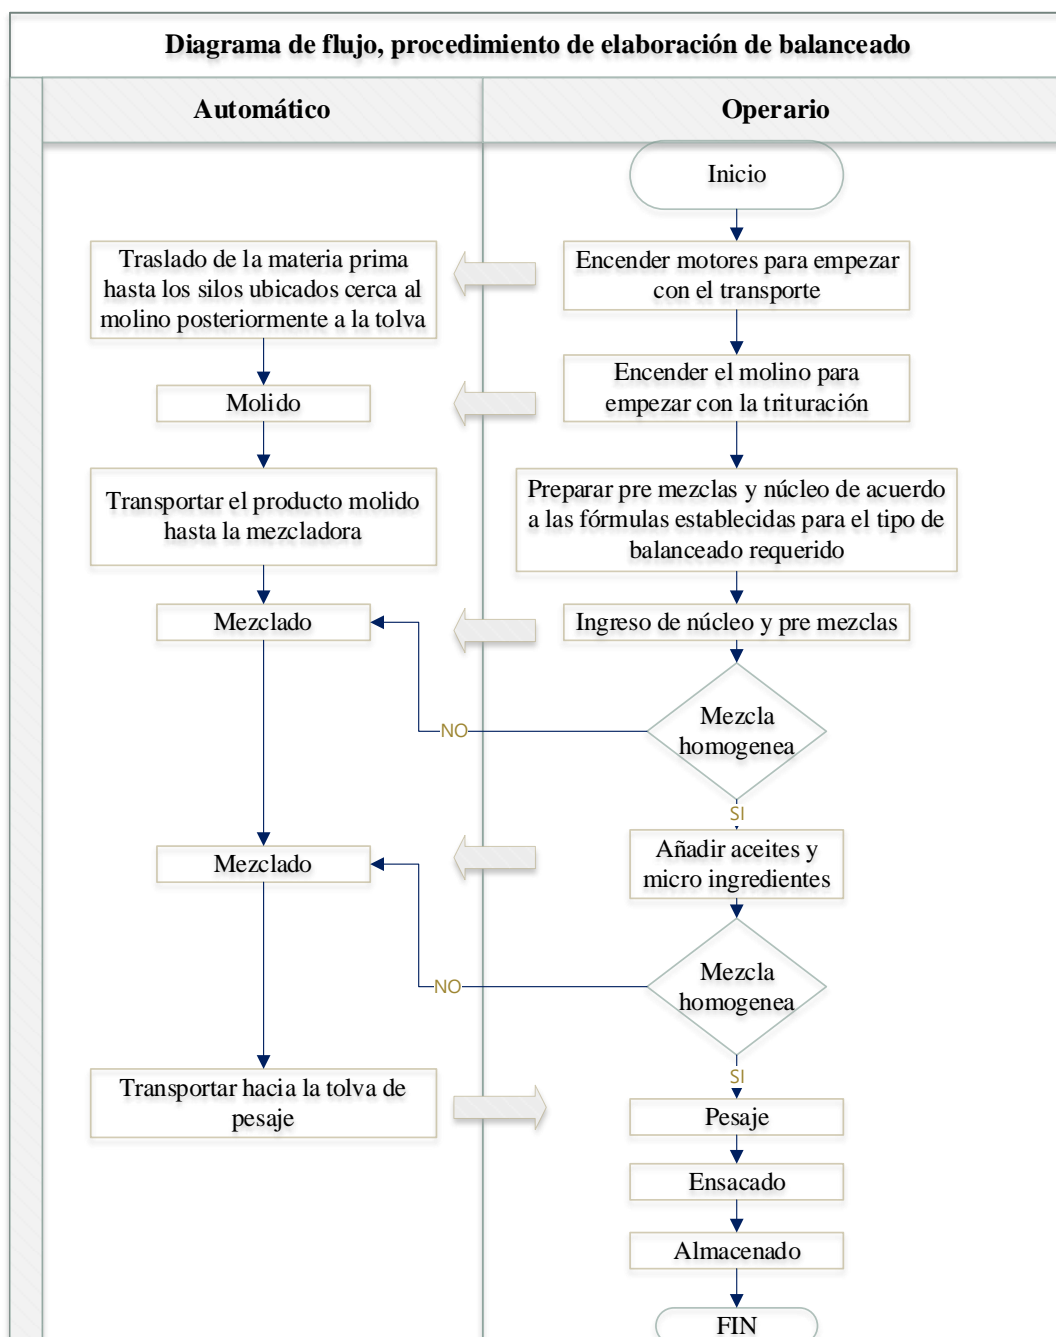 Diagrama de flujo, procedimiento de elaboración de balanceado
Automático
Operario
Inicio
Traslado de la materia prima
hasta los silos ubicados cerca al
molino posteriormente a la tolva
Encender motores para empezar
con el transporte
Molido
Encender el molino para
empezar con la trituración
Transportar el producto molido
hasta la mezcladora
Preparar pre mezclas y núcleo de acuerdo
a las fórmulas establecidas para el tipo de
balanceado requerido
Mezclado
Ingreso de núcleo y pre mezclas
Mezcla
homogenea
NO
SI
Mezclado
Añadir aceites y
micro ingredientes
Mezcla
homogenea
NO
SI
Transportar hacia la tolva de
pesaje
Pesaje
Ensacado
Almacenado
FIN